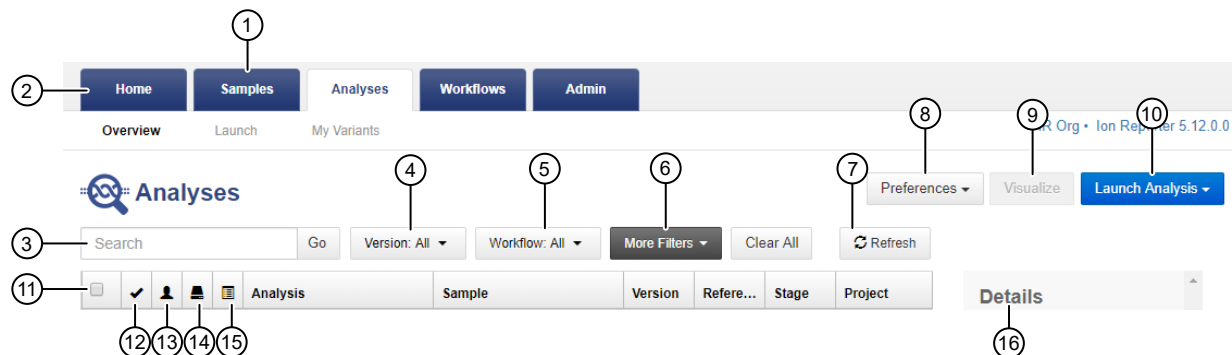 1
2 Home Samples Analyses Workflows Admin
Overview Launch My Variants
8 9 10
R Org • Ion Reporter 5.12.0.0
4 5 6 7
Analyses
Preferences Visualize Launch Analysis
3 Search Go Version: All Workflow: All More Filters Clear All Refresh
11 Analysis Sample Version Refere... Stage Project Details
12 13 14 15 16